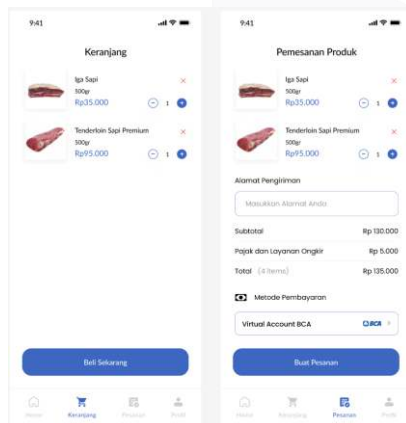 9:41
Keranjang
Iga Sapi
500gr
Rp35.000
1
Tenderloin Sapi Premium
500gr
Rp95.000
1
Beli Sekarang
Home
Keranjang
Pesanan
Profil
9:41
Pemesanan Produk
Iga Sapi
500gr
Rp35.000
1
Tenderloin Sapi Premium
500gr
Rp95.000
1
Alamat Pengiriman
Masukkan Alamat Anda
Subtotal Rp 130.000
Pajak dan Layanan Ongkir Rp 5.000
Total (4 items) Rp 135.000
Metode Pembayaran
Virtual Account BCA BCA
Buat Pesanan
Home
Keranjang
Pesanan
Profil